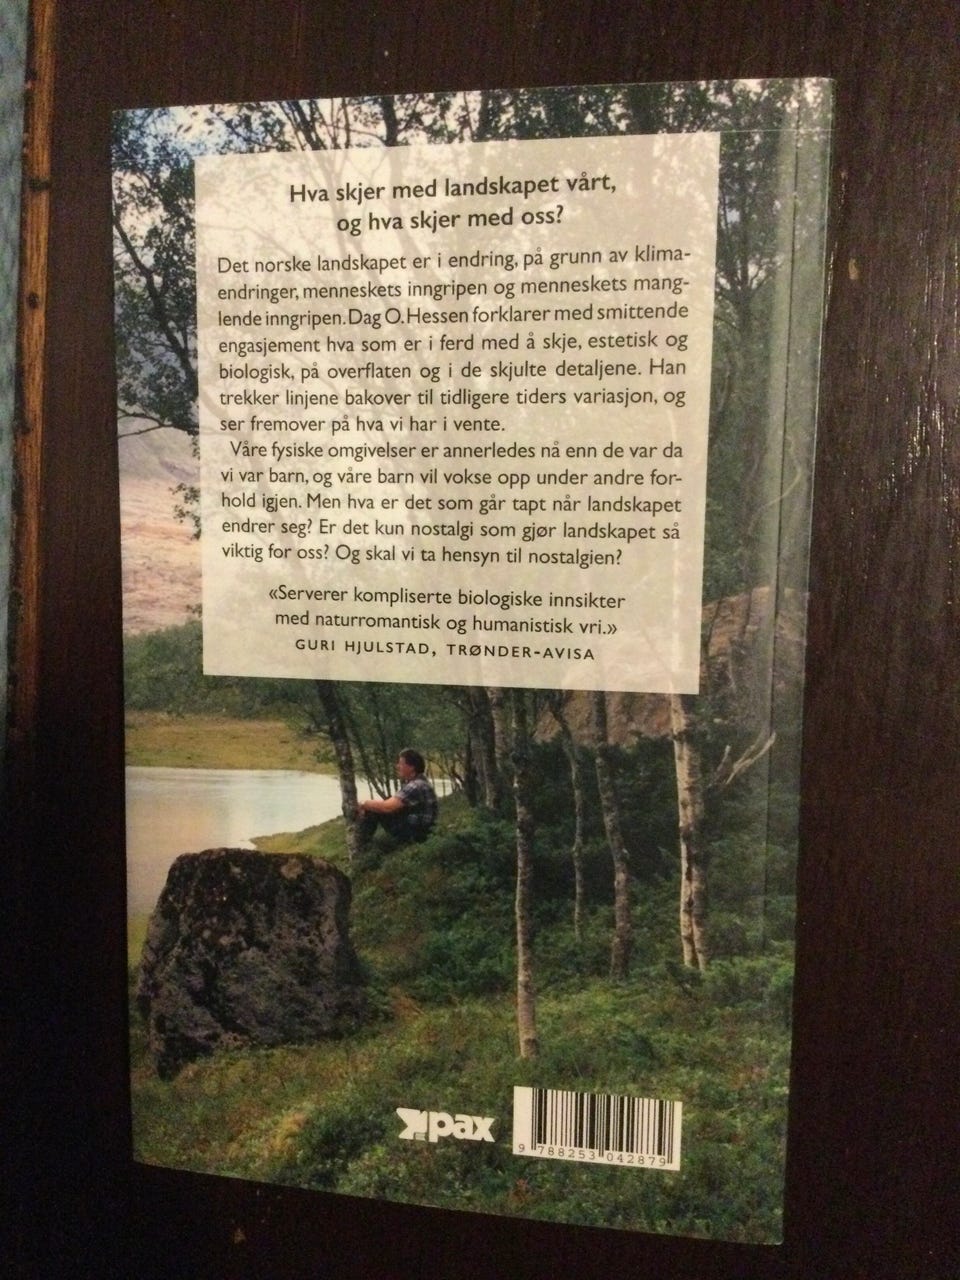 Hva skjer med landskapet vårt,
og hva skjer med oss?
Det norske landskapet er i endring, på grunn av klima-
endringer, menneskets inngripen og menneskets mang-
lende inngripen. Dag O. Hessen forklarer med smittende
engasjement hva som er i ferd med å skje, estetisk og
biologisk, på overflaten og i de skjulte detaljene. Han
trekker linjene bakover til tidligere tiders variasjon, og
ser fremover på hva vi har i vente.
Våre fysiske omgivelser er annerledes nå enn de var da
vi var barn, og våre barn vil vokse opp under andre for-
hold igjen. Men hva er det som går tapt når landskapet
endrer seg? Er det kun nostalgi som gjør landskapet så
viktig for oss? Og skal vi ta hensyn til nostalgien?
«Serverer kompliserte biologiske innsikter
med naturromantisk og humanistisk vri.»
GURI HJULSTAD, TRØNDER-AVISA
pax
9 788253 042879